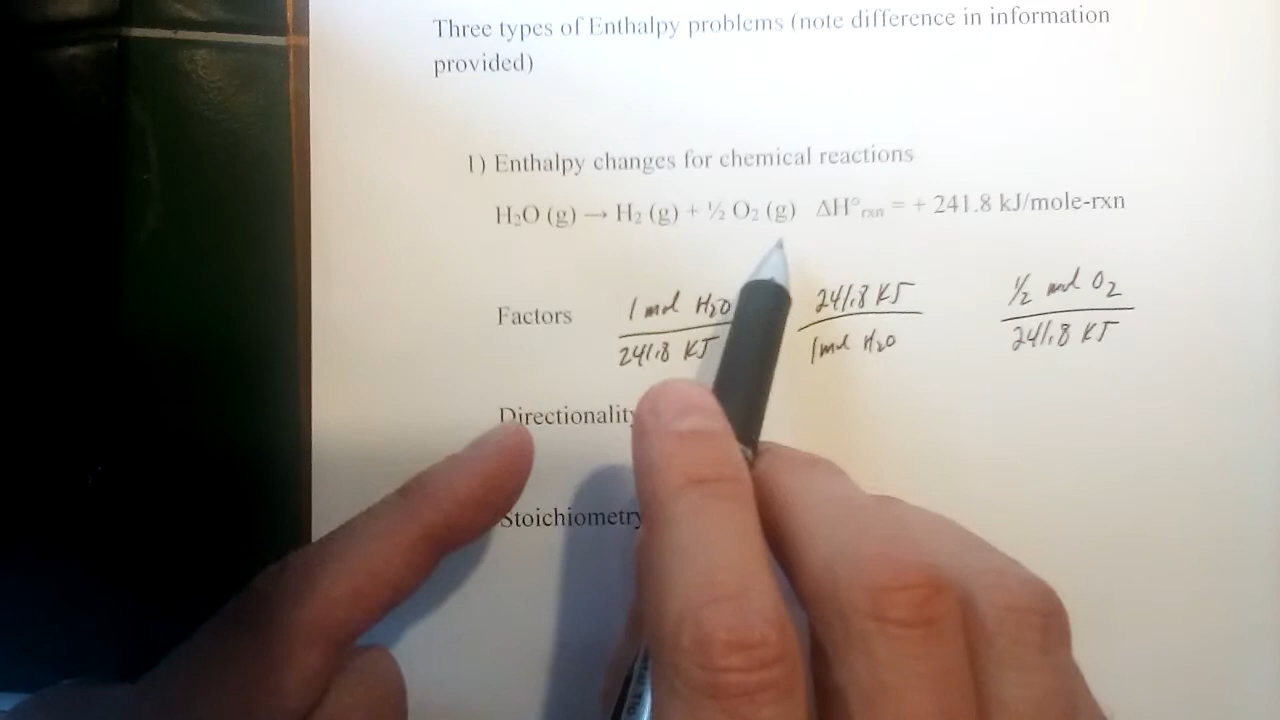 Three types of Enthalpy problems (note difference in information
provided)
1) Enthalpy changes for chemical reactions
H₂O (g) → H₂ (g) + ½ O₂ (g) ΔH°rxn = + 241.8 kJ/mole-rxn
Factors 1 mol H₂O / 241.8 KJ 241.8 KJ / 1 mol H₂O ½ mol O₂ / 241.8 KJ
Directionality
Stoichiometry